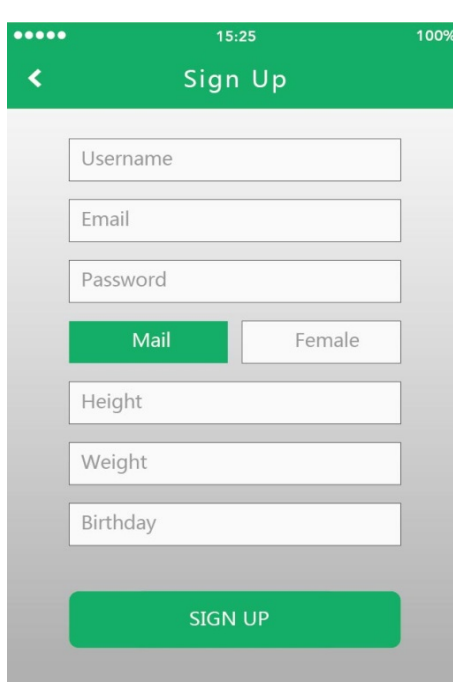 15:25 100%
Sign Up
Username
Email
Password
Mail Female
Height
Weight
Birthday
SIGN UP